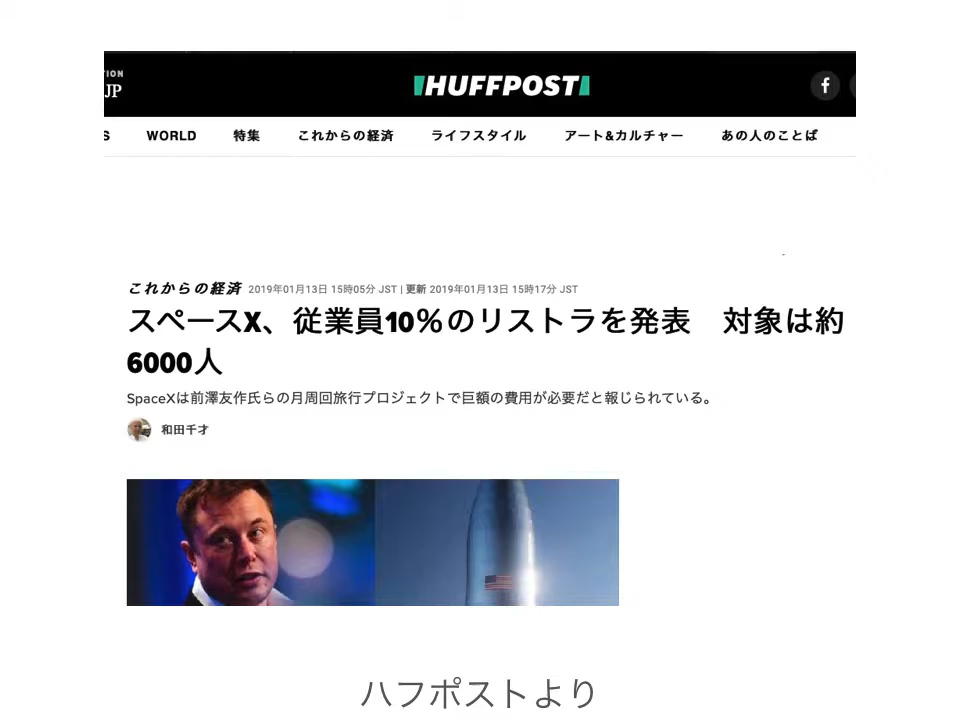 TION
JP
HUFFPOST
S WORLD 特集 これからの経済 ライフスタイル アート&カルチャー あの人のことば
これからの経済 2019年01月13日 15時05分 JST | 更新 2019年01月13日 15時17分 JST
スペースX、従業員10%のリストラを発表　対象は約
6000人
SpaceXは前澤友作氏らの月周回旅行プロジェクトで巨額の費用が必要だと報じられている。
和田千才
ハフポストより